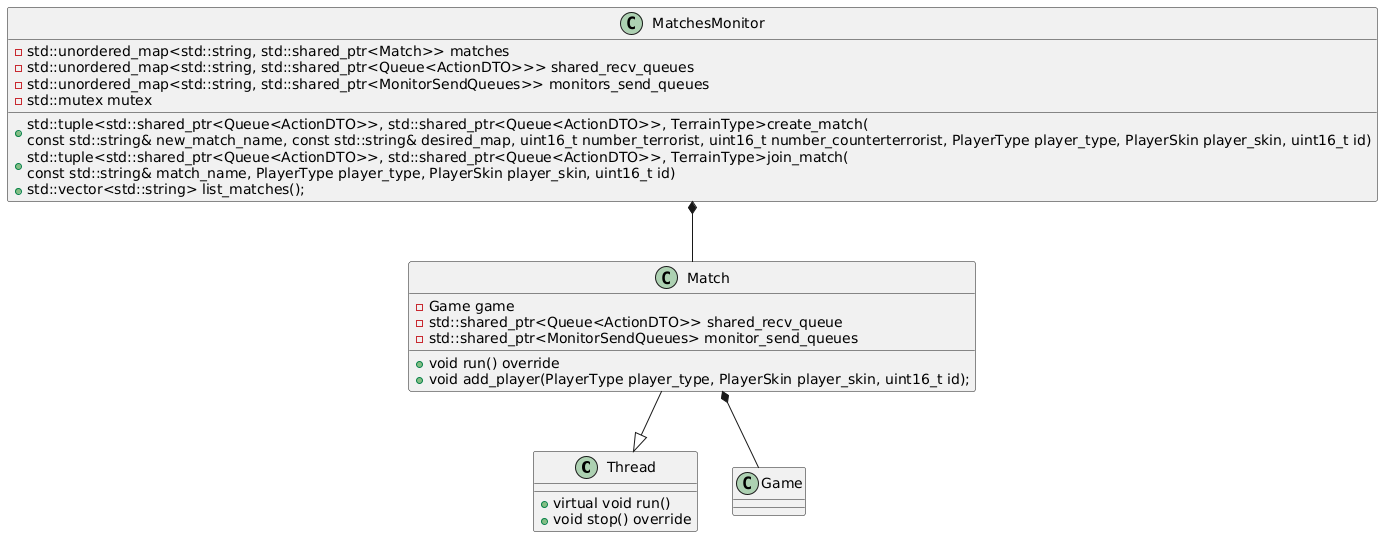 C MatchesMonitor
std::unordered_map<std::string, std::shared_ptr<Match>> matches
std::unordered_map<std::string, std::shared_ptr<Queue<ActionDTO>>> shared_recv_queues
std::unordered_map<std::string, std::shared_ptr<MonitorSendQueues>> monitors_send_queues
std::mutex mutex
std::tuple<std::shared_ptr<Queue<ActionDTO>>, std::shared_ptr<Queue<ActionDTO>>, TerrainType>create_match(
const std::string& new_match_name, const std::string& desired_map, uint16_t number_terrorist, uint16_t number_counterterrorist, PlayerType player_type, PlayerSkin player_skin, uint16_t id)
std::tuple<std::shared_ptr<Queue<ActionDTO>>, std::shared_ptr<Queue<ActionDTO>>, TerrainType>join_match(
const std::string& match_name, PlayerType player_type, PlayerSkin player_skin, uint16_t id)
std::vector<std::string> list_matches();
C Match
Game game
std::shared_ptr<Queue<ActionDTO>> shared_recv_queue
std::shared_ptr<MonitorSendQueues> monitor_send_queues
void run() override
void add_player(PlayerType player_type, PlayerSkin player_skin, uint16_t id);
C Thread
virtual void run()
void stop() override
C Game